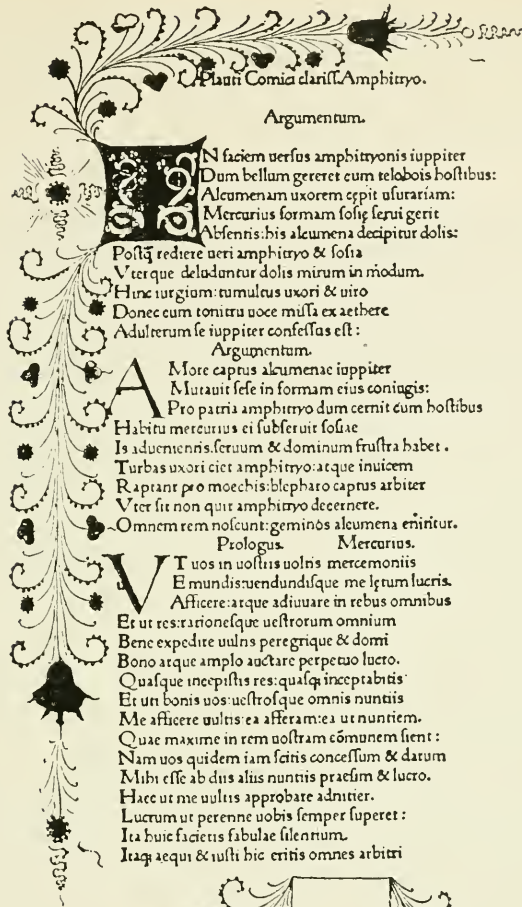 Plauti Comici clariſſ. Amphitryo.
Argumentum.
IN faciem uerſus amphitryonis iuppiter
Dum bellum gereret cum telobois hoſtibus:
Alcumenam uxorem cępit uſurariam:
Mercurius formam ſoſię ſerui gerit
Abſentis: his alcumena decipitur dolis:
Poſtq̃ rediere ueri amphitryo & ſoſia
Vterque deluduntur dolis mirum in modum.
Hinc iurgium: tumultus uxori & uiro
Donec cum tonitru uoce miſſa ex aethere
Adulterum ſe iuppiter confeſſus eſt:
Argumentum.
AMore captus alcumenae iuppiter
Mutauit ſeſe in formam eius coniugis:
Pro patria amphitryo dum cernit cum hoſtibus
Habitu mercurius ei ſubſeruit ſoſiae
Is aduenientis. ſeruum & dominum fruſtra habet.
Turbas uxori ciet amphitryo: atque inuicem
Raptant pro moechis: blepharo captus arbiter
Vter ſit non quit amphitryo decernere.
Omnem rem noſcunt: geminos alcumena enititur.
Prologus. Mercurius.
VT uos in uoſtris uoltis mercemoniis
Emundis: uendundiſque me lętum lucris.
Afficere: atque adiuuare in rebus omnibus
Et ut res: rationeſque ueſtrorum omnium
Bene expedire uultis peregrique & domi
Bono atque amplo auctare perpetuo lucro.
Quaſque incepiſtis res: quaſq; inceptabitis
Et uti bonis uos: ueſtroſque omnis nuntiis
Me afficere uultis: ea afferam: ea ut nuntiem.
Quae maxime in rem uoſtram cōmunem ſient:
Nam uos quidem iam ſcitis conceſſum & datum
Mihi eſſe ab diis aliis nuntiis praeſim & lucro.
Haec ut me uultis approbare adnitier.
Lucrum ut perenne uobis ſemper ſuperet:
Ita huic facietis fabulae ſilentium.
Itaq; aequi & iuſti hic eritis omnes arbitri